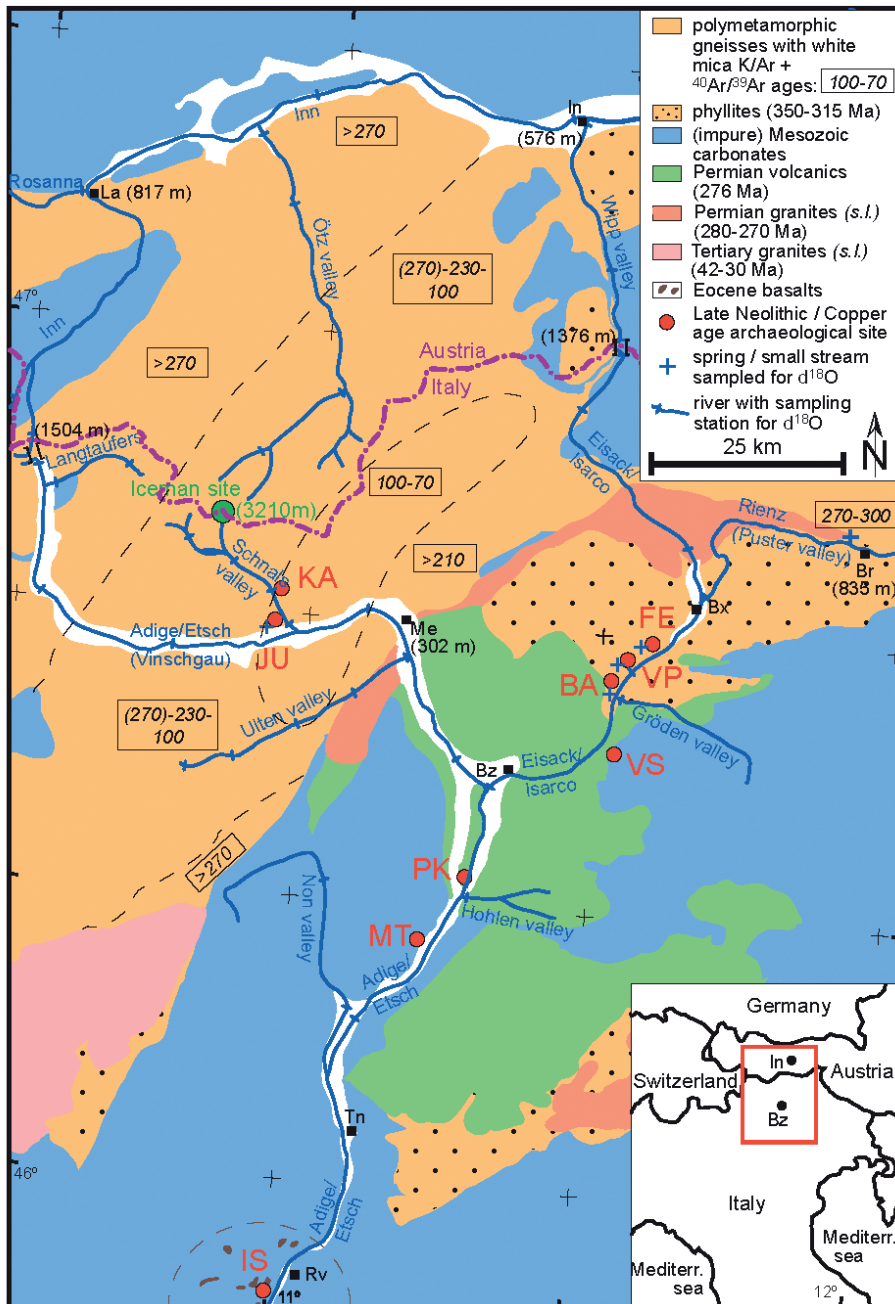 polymetamorphic
gneisses with white
mica K/Ar +
⁴⁰Ar/³⁹Ar ages: 100-70
phyllites (350-315 Ma)
(impure) Mesozoic
carbonates
Permian volcanics
(276 Ma)
Permian granites (s.l.)
(280-270 Ma)
Tertiary granites (s.l.)
(42-30 Ma)
Eocene basalts
Late Neolithic / Copper
age archaeological site
spring / small stream
sampled for d¹⁸O
river with sampling
station for d¹⁸O
25 km
N
Inn
>270
In
(576 m)
Rosanna
La (817 m)
Ötz valley
Wipp valley
(270)-230-
100
47°
Inn
>270
(1376 m)
Austria
Italy
(1504 m)
Langtaufers
Iceman site
(3210m)
100-70
Eisack/
Isarco
Rienz
(Puster valley)
270-300
Br
(835 m)
>210
Schnals
valley
KA
Bx
FE
Adige/Etsch
(Vinschgau)
JU
Me
(302 m)
VP
BA
Gröden valley
(270)-230-
100
Ulten valley
VS
Bz
Eisack/
Isarco
>270
PK
Non valley
Hohlen valley
MT
Adige/
Etsch
Tn
46°
Adige/
Etsch
IS
Rv
11°
Germany
In
Switzerland
Austria
Bz
Italy
Mediterr.
sea
Mediterr.
sea
12°